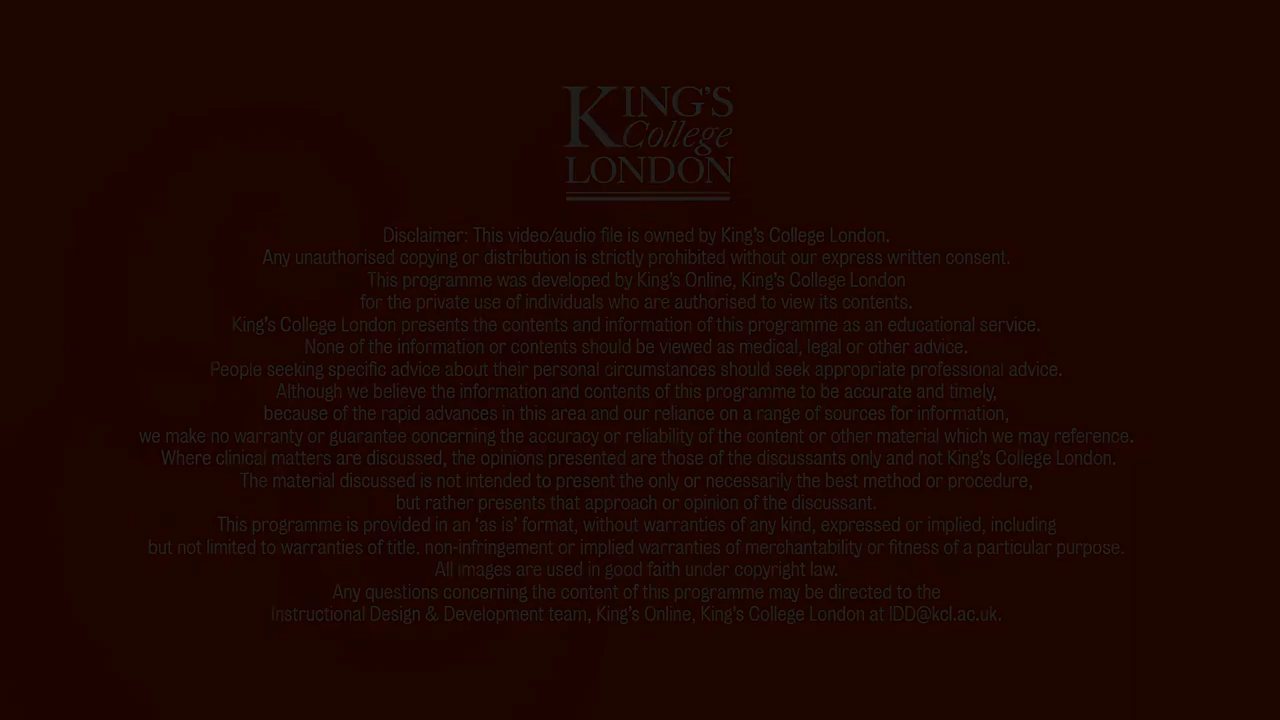 KING'S
College
LONDON
Disclaimer: This video/audio file is owned by King's College London.
Any unauthorised copying or distribution is strictly prohibited without our express written consent.
This programme was developed by King's Online, King's College London
for the private use of individuals who are authorised to view its contents.
King's College London presents the contents and information of this programme as an educational service.
None of the information or contents should be viewed as medical, legal or other advice.
People seeking specific advice about their personal circumstances should seek appropriate professional advice.
Although we believe the information and contents of this programme to be accurate and timely,
because of the rapid advances in this area and our reliance on a range of sources for information,
we make no warranty or guarantee concerning the accuracy or reliability of the content or other material which we may reference.
Where clinical matters are discussed, the opinions presented are those of the discussants only and not King's College London.
The material discussed is not intended to present the only or necessarily the best method or procedure,
but rather presents that approach or opinion of the discussant.
This programme is provided in an 'as is' format, without warranties of any kind, expressed or implied, including
but not limited to warranties of title. non-infringement or implied warranties of merchantability or fitness of a particular purpose.
All images are used in good faith under copyright law.
Any questions concerning the content of this programme may be directed to the
Instructional Design & Development team, King's Online, King's College London at IDD@kcl.ac.uk.